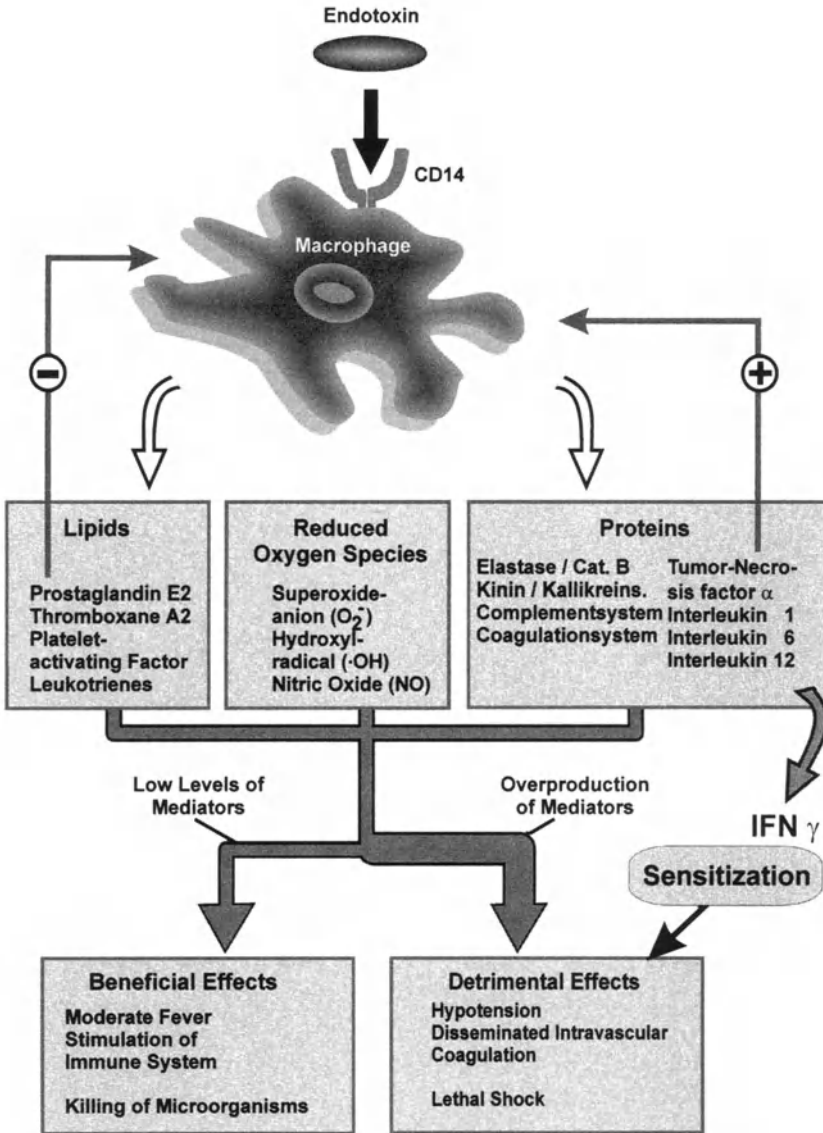 Endotoxin
CD14
Macrophage
−
+
Lipids
Prostaglandin E2
Thromboxane A2
Platelet-
activating Factor
Leukotrienes
Reduced
Oxygen Species
Superoxide-
anion (O₂⁻)
Hydroxyl-
radical (·OH)
Nitric Oxide (NO)
Proteins
Elastase / Cat. B
Kinin / Kallikreins.
Complementsystem
Coagulationsystem
Tumor-Necro-
sis factor α
Interleukin 1
Interleukin 6
Interleukin 12
Low Levels of
Mediators
Overproduction
of Mediators
IFN γ
Sensitization
Beneficial Effects
Moderate Fever
Stimulation of
Immune System
Killing of Microorganisms
Detrimental Effects
Hypotension
Disseminated Intravascular
Coagulation
Lethal Shock